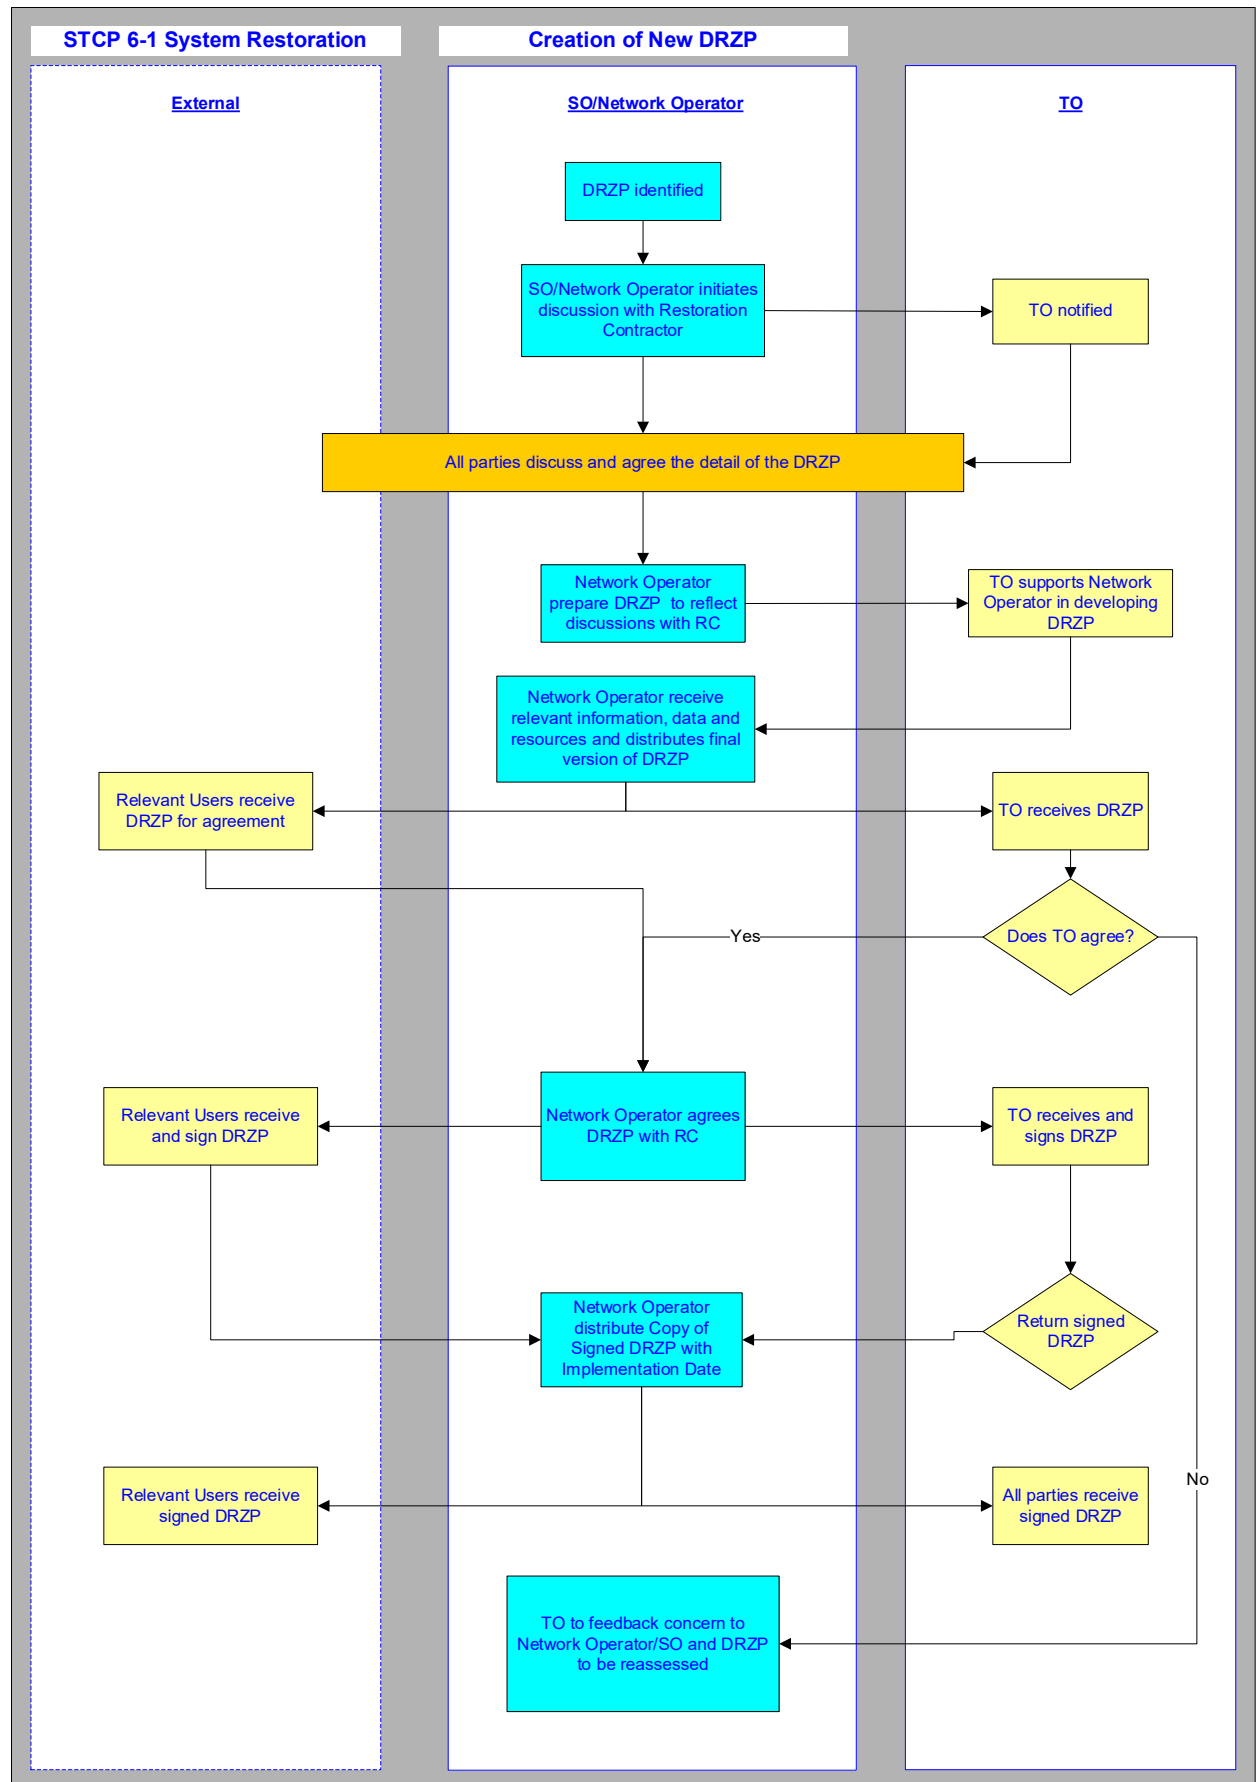 STCP 6-1 System Restoration
Creation of New DRZP
External
SO/Network Operator
TO
DRZP identified
SO/Network Operator initiates
discussion with Restoration
Contractor
TO notified
All parties discuss and agree the detail of the DRZP
Network Operator
prepare DRZP to reflect
discussions with RC
TO supports Network
Operator in developing
DRZP
Network Operator receive
relevant information, data and
resources and distributes final
version of DRZP
Relevant Users receive
DRZP for agreement
TO receives DRZP
Does TO agree?
Yes
Relevant Users receive
and sign DRZP
Network Operator agrees
DRZP with RC
TO receives and
signs DRZP
Network Operator
distribute Copy of
Signed DRZP with
Implementation Date
Return signed
DRZP
No
Relevant Users receive
signed DRZP
All parties receive
signed DRZP
TO to feedback concern to
Network Operator/SO and DRZP
to be reassessed